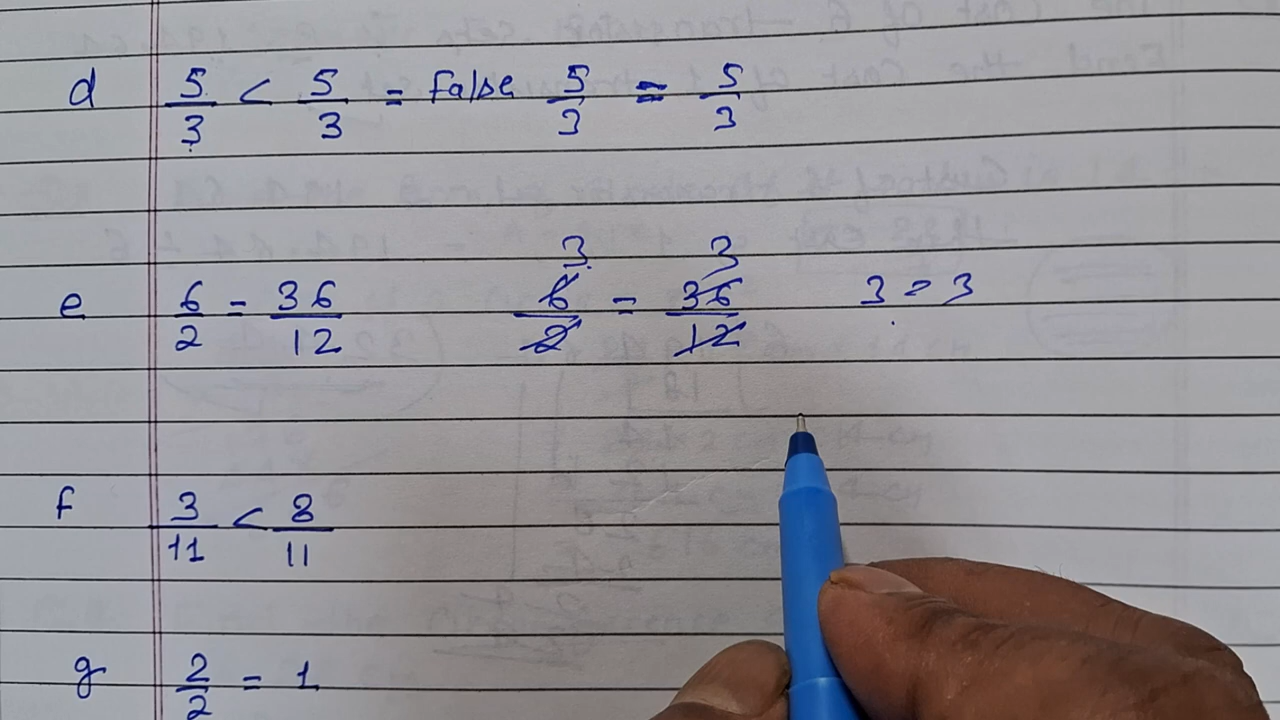 d 5/3 < 5/3 = False 5/3 = 5/3
3 3
e 6/2 = 36/12 6/2 = 36/12 3 = 3
f 3/11 < 8/11
g 2/2 = 1